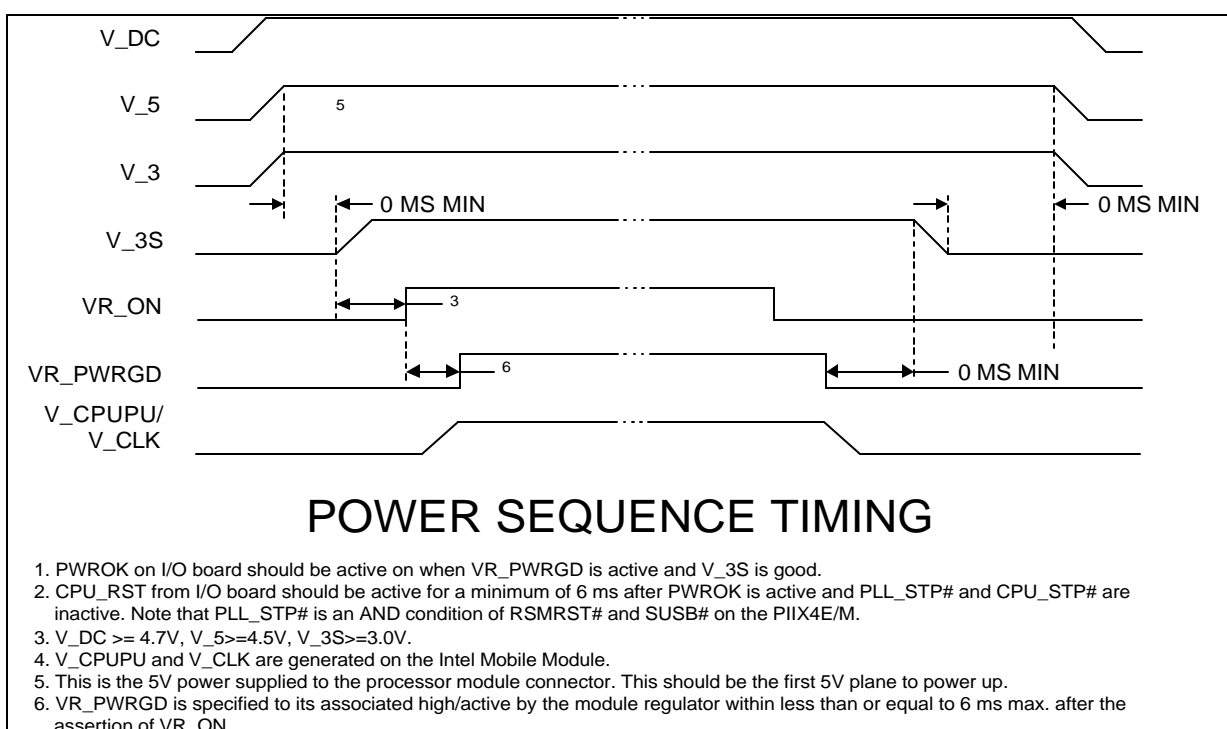 V_DC
V_5
5
V_3
0 MS MIN
0 MS MIN
V_3S
VR_ON
3
VR_PWRGD
6
0 MS MIN
V_CPUPU/
V_CLK
POWER SEQUENCE TIMING
1. PWROK on I/O board should be active on when VR_PWRGD is active and V_3S is good.
2. CPU_RST from I/O board should be active for a minimum of 6 ms after PWROK is active and PLL_STP# and CPU_STP# are
inactive. Note that PLL_STP# is an AND condition of RSMRST# and SUSB# on the PIIX4E/M.
3. V_DC >= 4.7V, V_5>=4.5V, V_3S>=3.0V.
4. V_CPUPU and V_CLK are generated on the Intel Mobile Module.
5. This is the 5V power supplied to the processor module connector. This should be the first 5V plane to power up.
6. VR_PWRGD is specified to its associated high/active by the module regulator within less than or equal to 6 ms max. after the
assertion of VR_ON